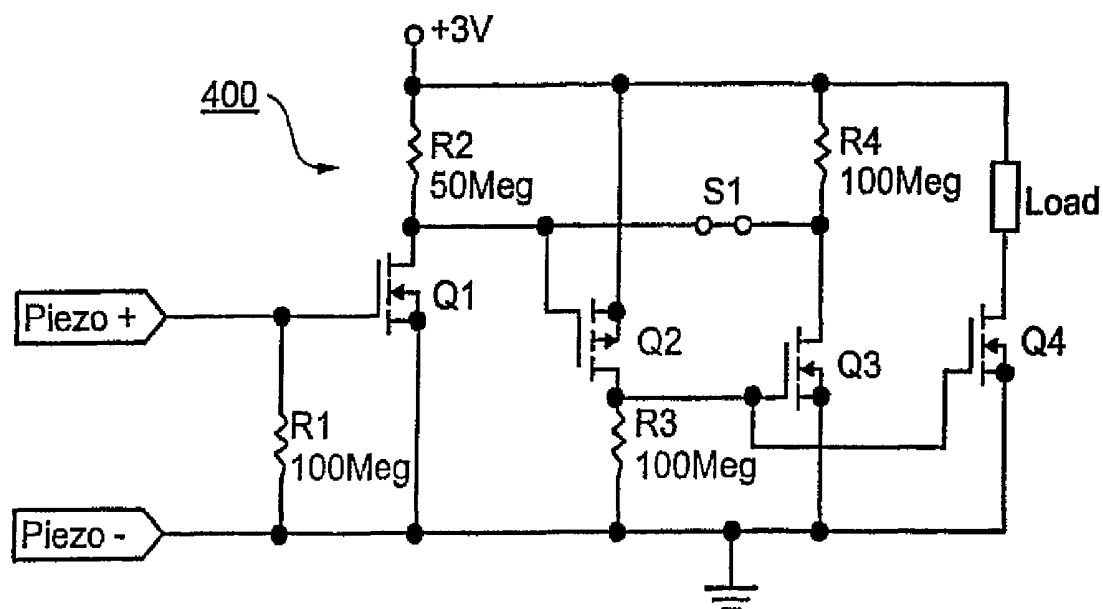 +3V
400
R2
50Meg
R4
100Meg
S1
Load
Piezo +
Q1
Q2
Q3
Q4
R1
100Meg
R3
100Meg
Piezo -